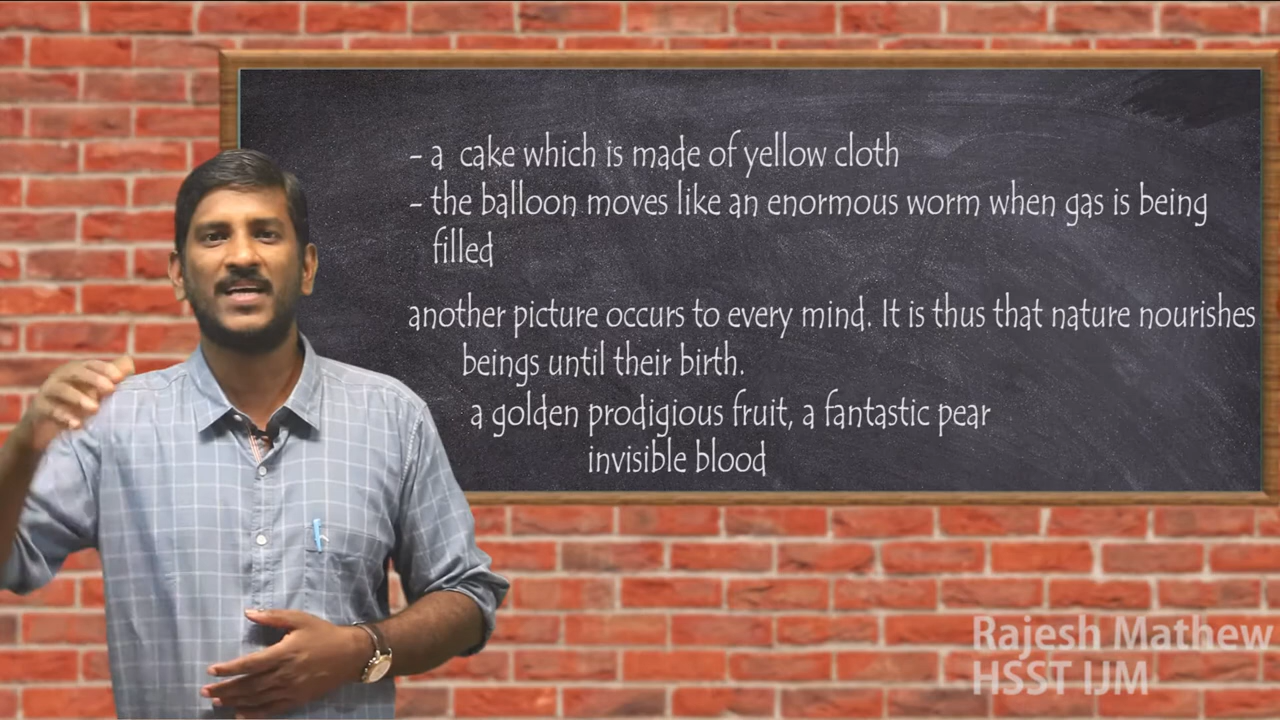 - a cake which is made of yellow cloth
- the balloon moves like an enormous worm when gas is being
filled
another picture occurs to every mind. It is thus that nature nourishes
beings until their birth.
a golden prodigious fruit, a fantastic pear
invisible blood
Rajesh Mathew
HSST IJM